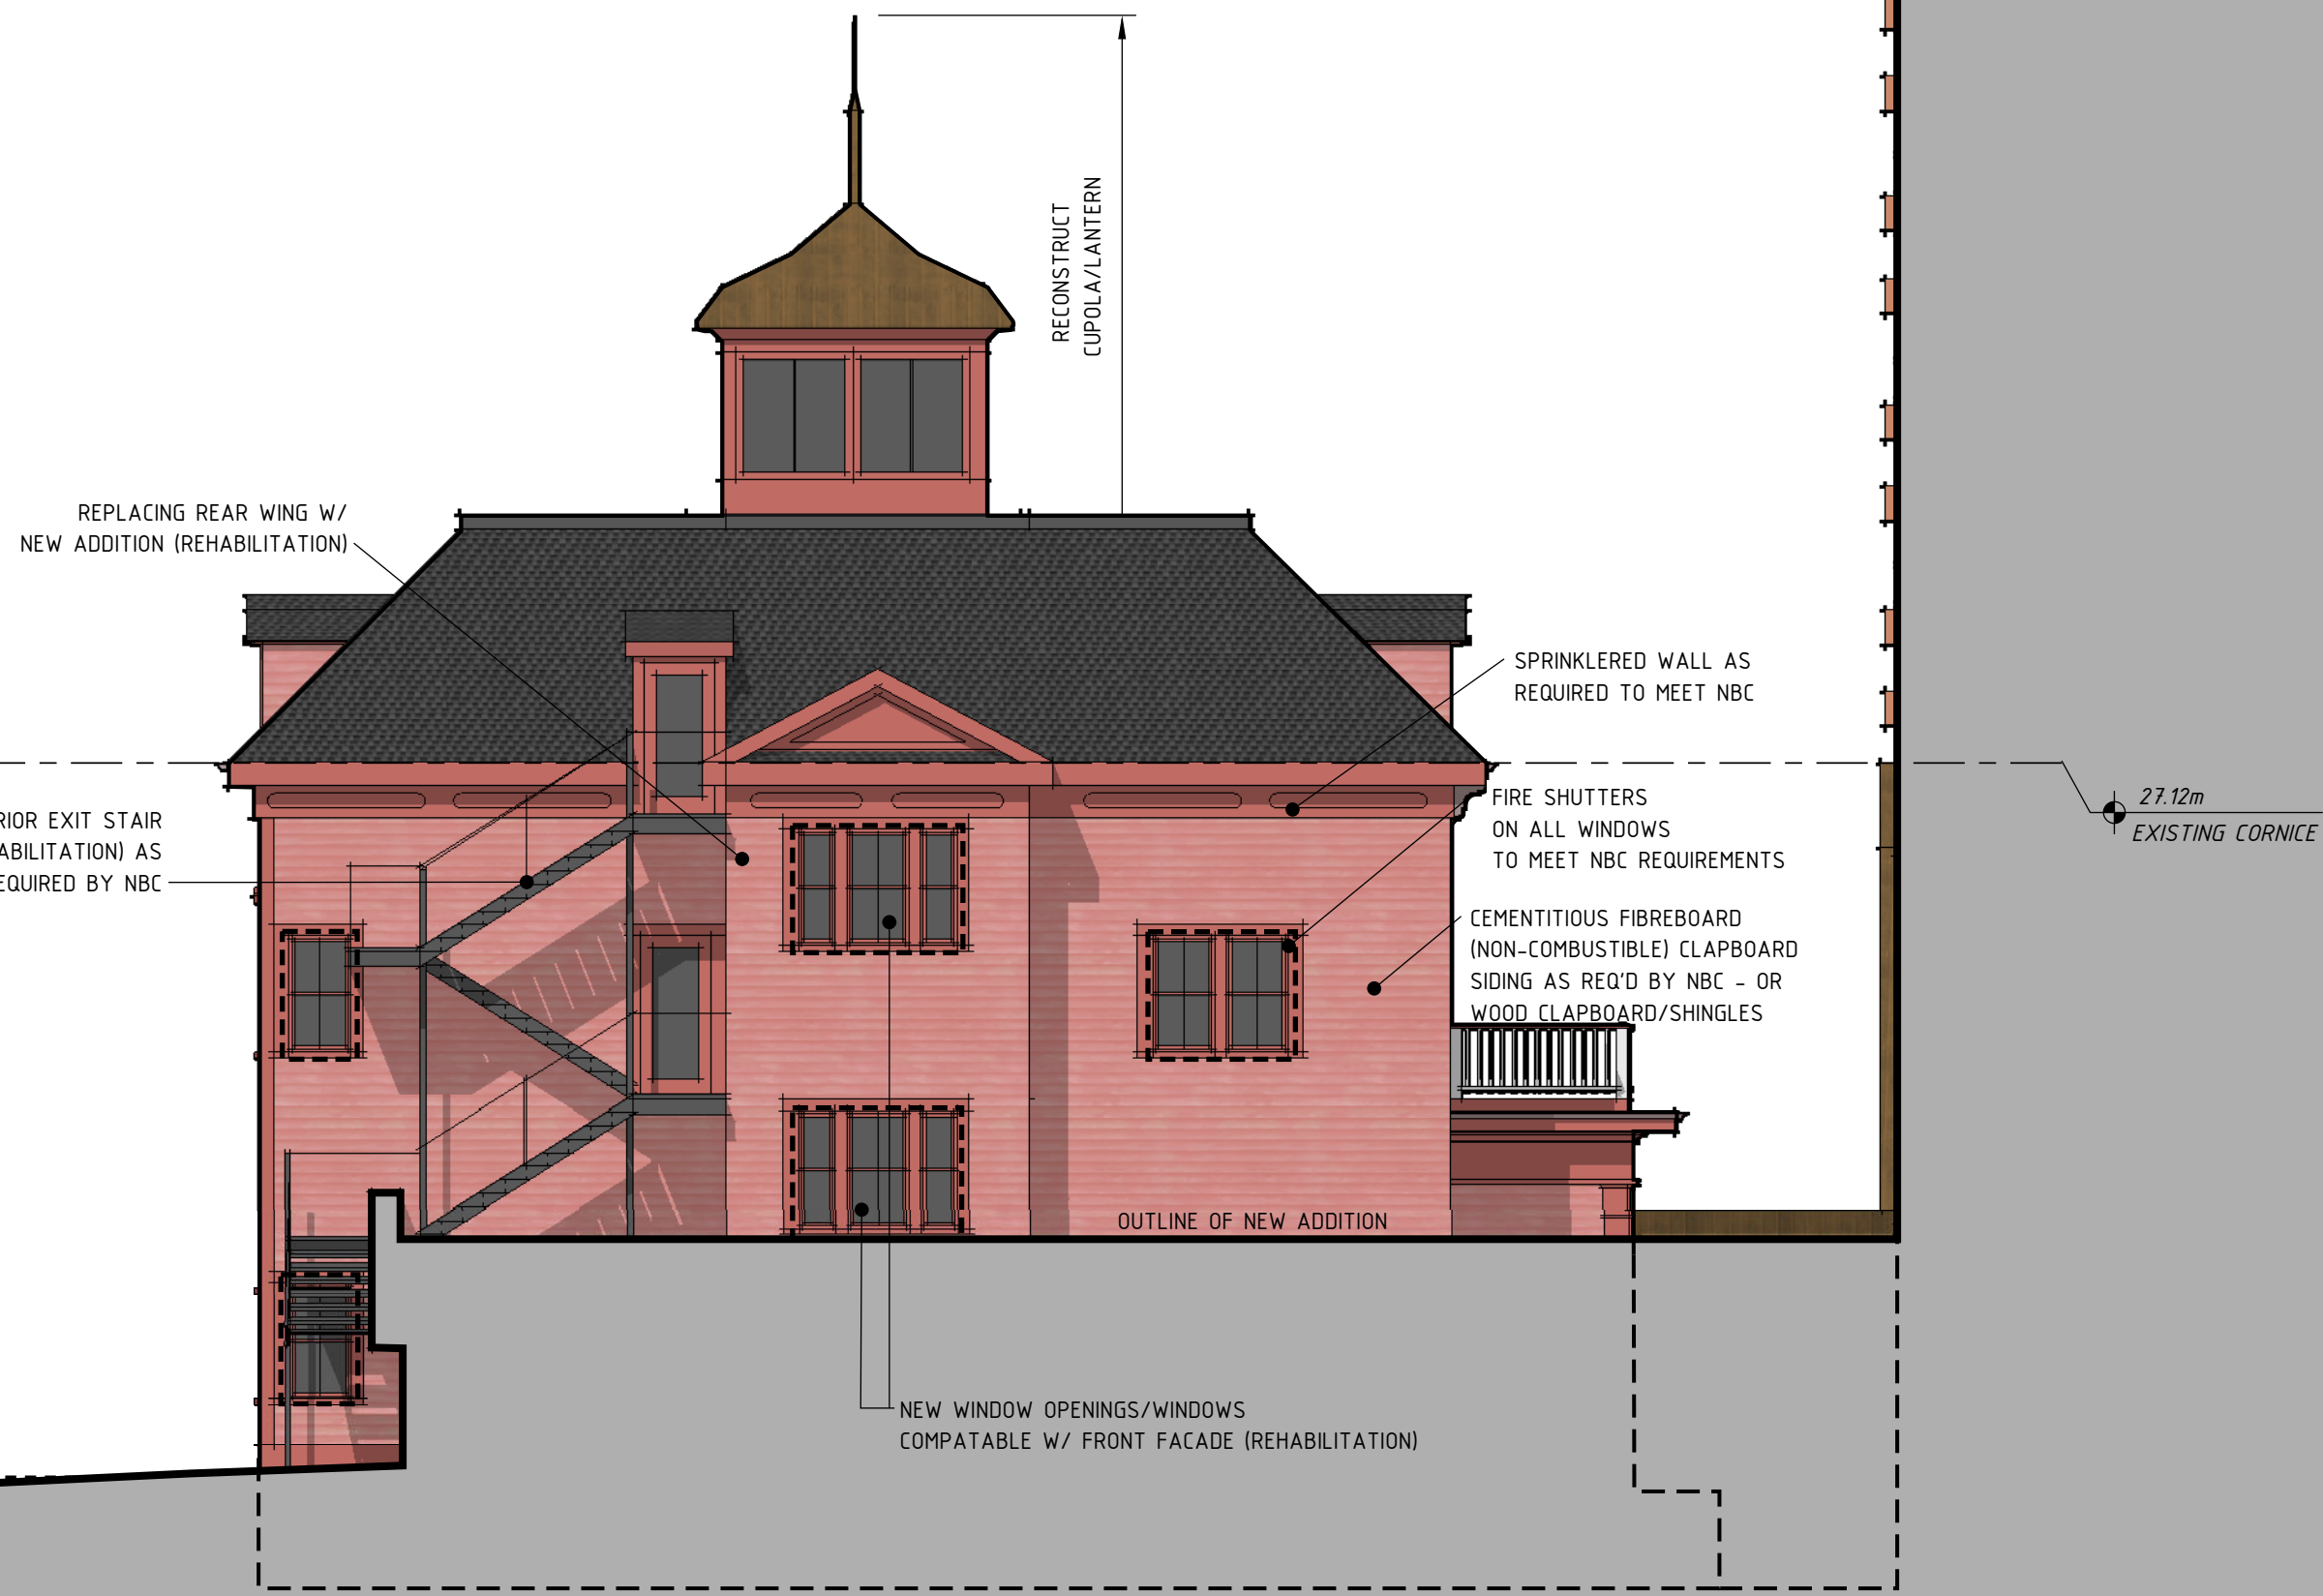 RECONSTRUCT
CUPOLA/LANTERN
REPLACING REAR WING W/
NEW ADDITION (REHABILITATION)
SPRINKLERED WALL AS
REQUIRED TO MEET NBC
RIOR EXIT STAIR
ABILITATION) AS
EQUIRED BY NBC
FIRE SHUTTERS
ON ALL WINDOWS
TO MEET NBC REQUIREMENTS
27.12m
EXISTING CORNICE
CEMENTITIOUS FIBREBOARD
(NON-COMBUSTIBLE) CLAPBOARD
SIDING AS REQ'D BY NBC - OR
WOOD CLAPBOARD/SHINGLES
OUTLINE OF NEW ADDITION
NEW WINDOW OPENINGS/WINDOWS
COMPATABLE W/ FRONT FACADE (REHABILITATION)